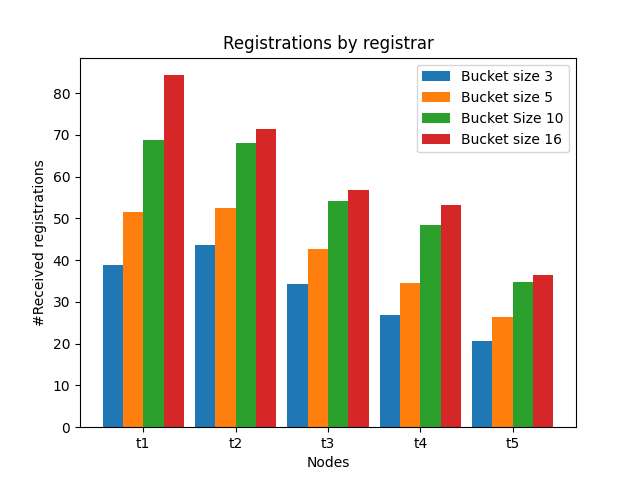 Registrations by registrar
Bucket size 3
Bucket size 5
Bucket Size 10
Bucket size 16
#Received registrations
80
70
60
50
40
30
20
10
0
t1 t2 t3 t4 t5
Nodes